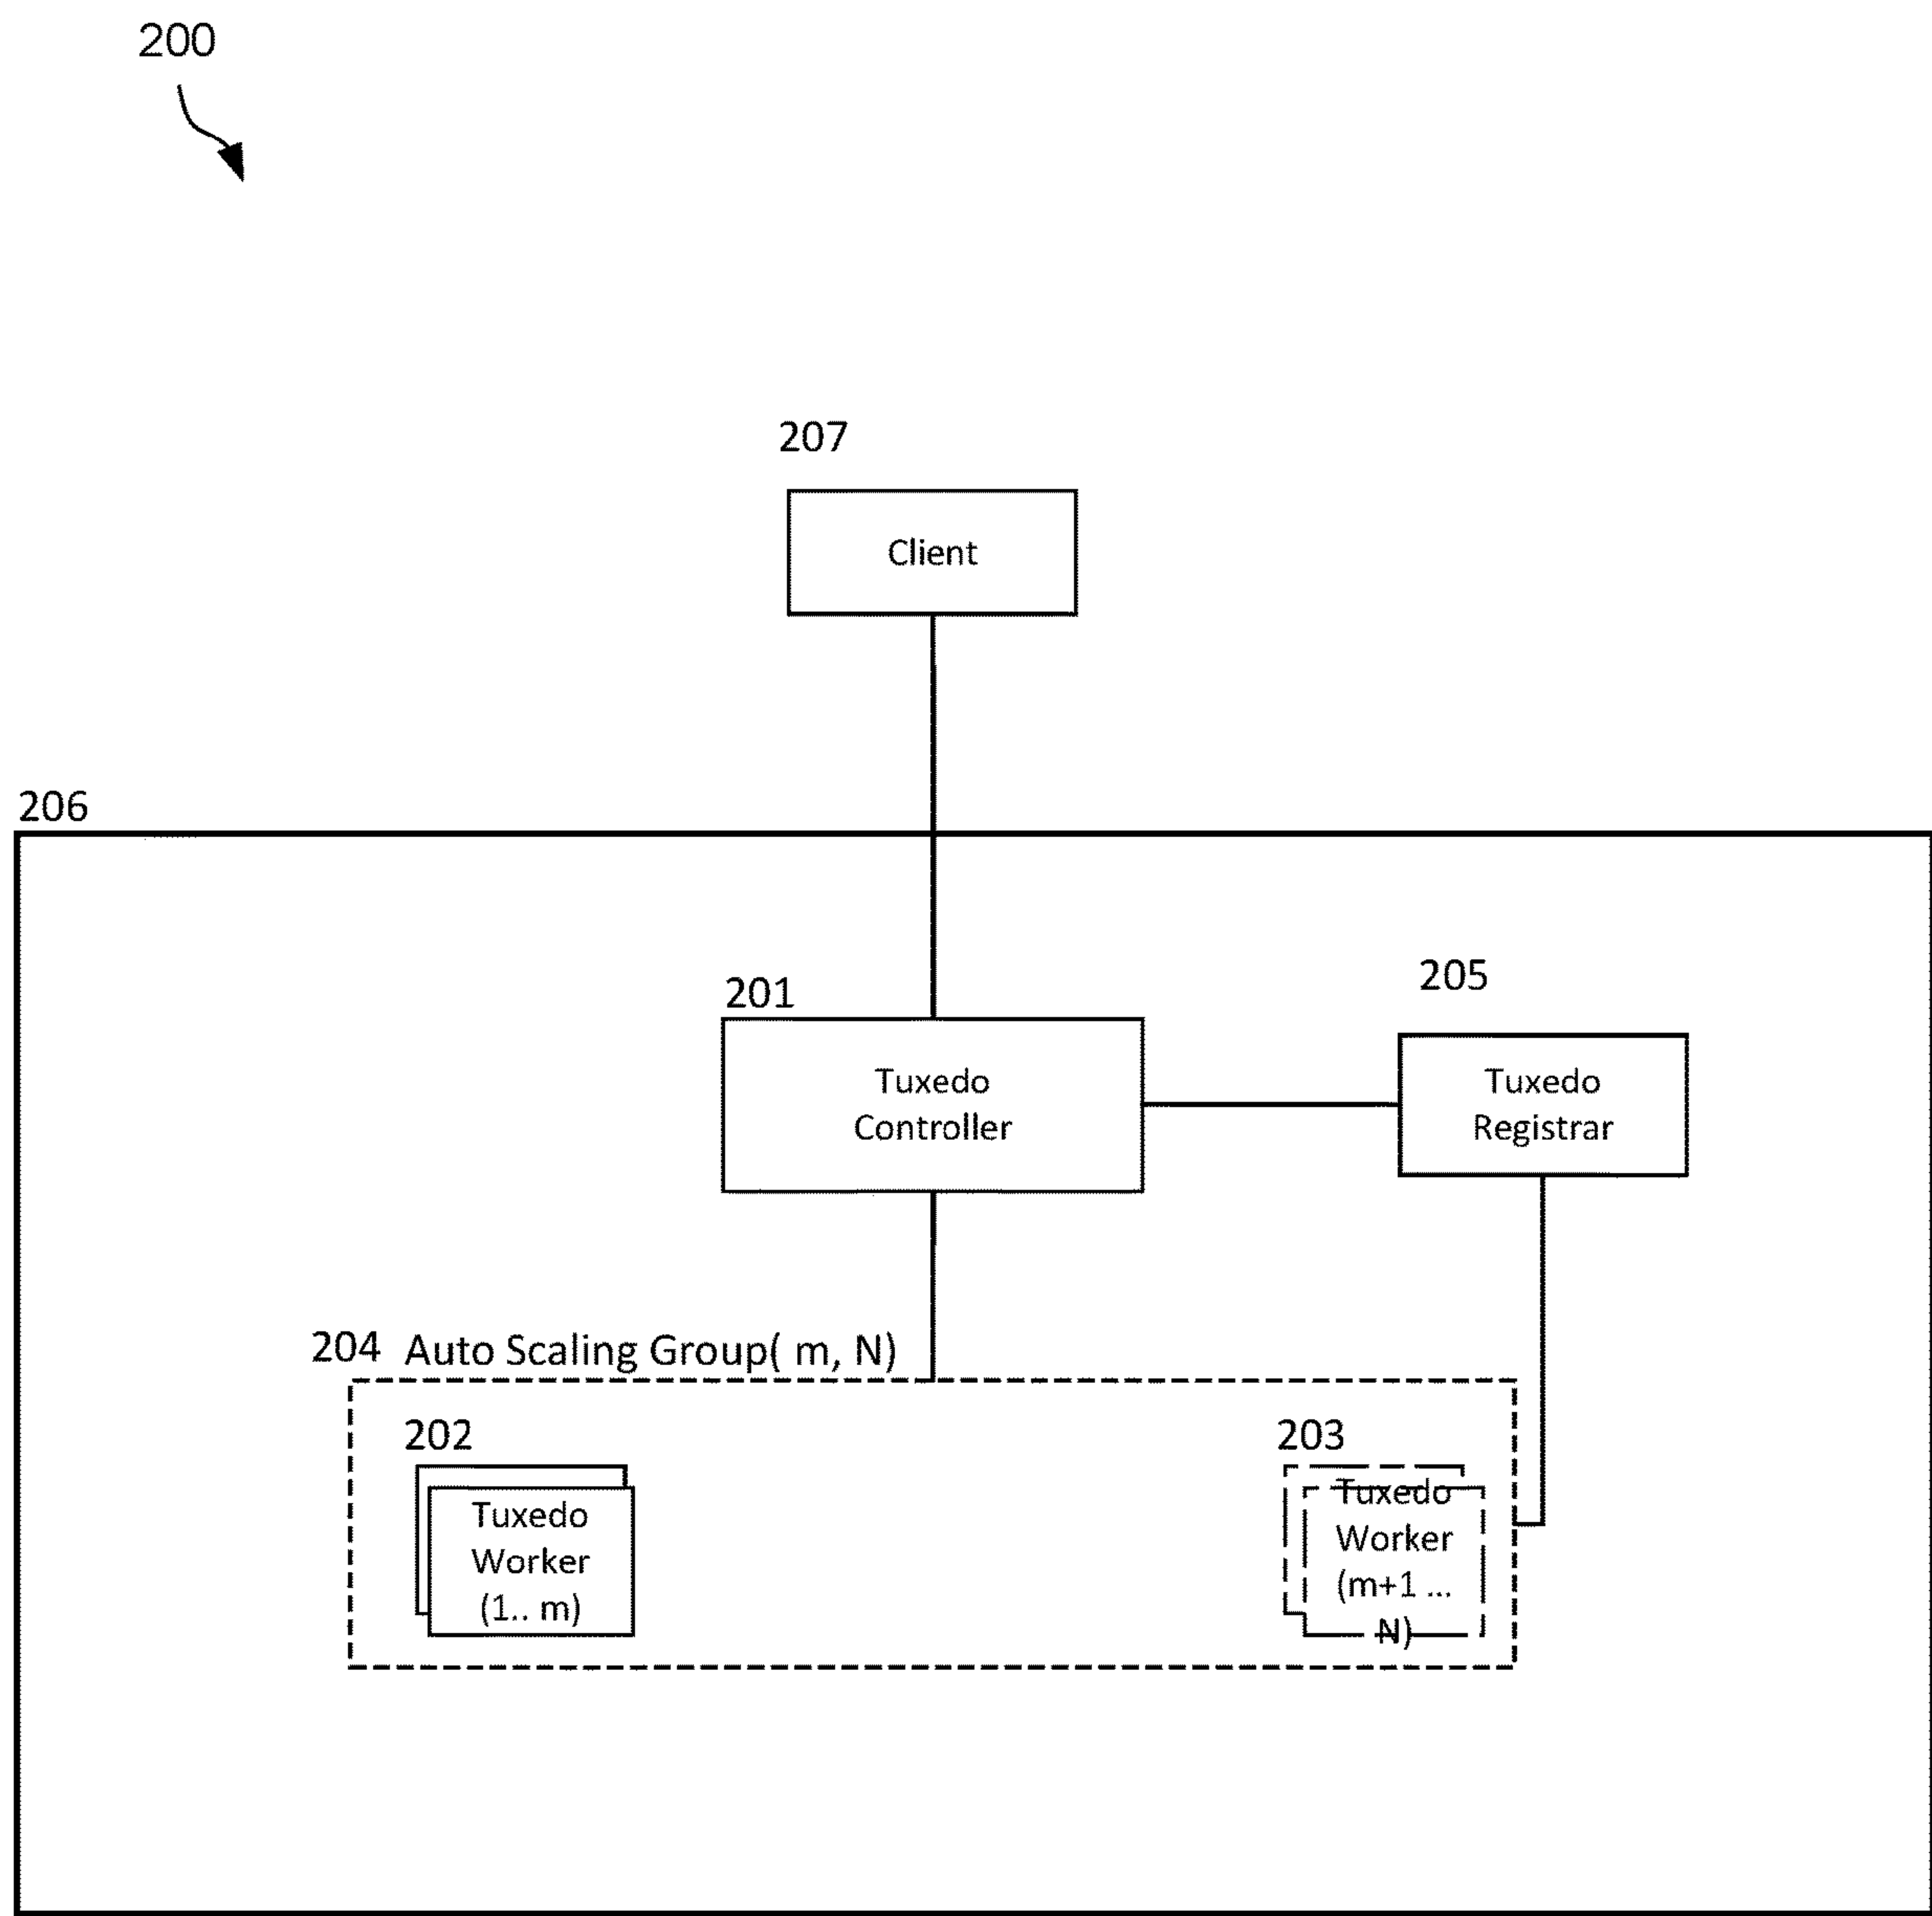 200
207
Client
206
201
205
Tuxedo
Controller
Tuxedo
Registrar
204 Auto Scaling Group( m, N)
202
203
Tuxedo
Worker
(1.. m)
Tuxedo
Worker
(m+1 ...
N)